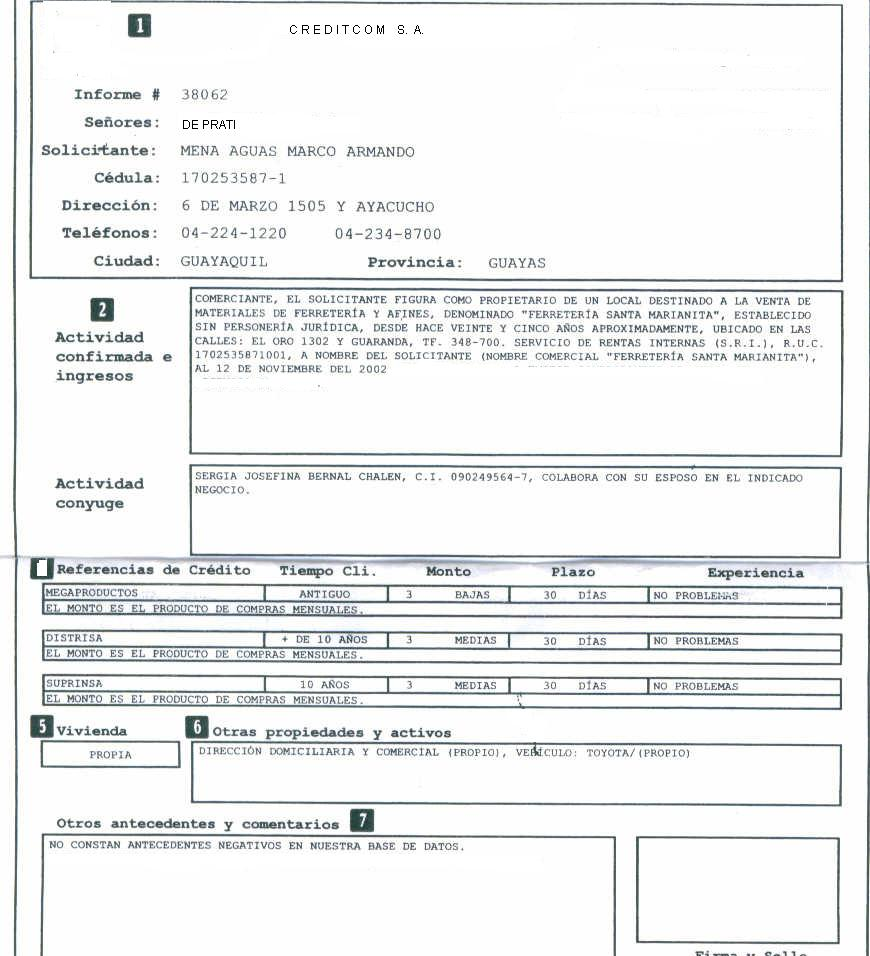 1 CREDITCOM S.A.
Informe # 38062
Señores: DE PRATI
Solicitante: MENA AGUAS MARCO ARMANDO
Cédula: 170253587-1
Dirección: 6 DE MARZO 1505 Y AYACUCHO
Teléfonos: 04-224-1220 04-234-8700
Ciudad: GUAYAQUIL Provincia: GUAYAS
2
Actividad confirmada e ingresos
COMERCIANTE, EL SOLICITANTE FIGURA COMO PROPIETARIO DE UN LOCAL DESTINADO A LA VENTA DE
MATERIALES DE FERRETERÍA Y AFINES, DENOMINADO "FERRETERÍA SANTA MARIANITA", ESTABLECIDO
SIN PERSONERÍA JURÍDICA, DESDE HACE VEINTE Y CINCO AÑOS APROXIMADAMENTE, UBICADO EN LAS
CALLES: EL ORO 1302 Y GUARANDA, TF. 348-700. SERVICIO DE RENTAS INTERNAS (S.R.I.), R.U.C.
1702535871001, A NOMBRE DEL SOLICITANTE (NOMBRE COMERCIAL "FERRETERÍA SANTA MARIANITA"),
AL 12 DE NOVIEMBRE DEL 2002
Actividad conyuge
SERGIA JOSEFINA BERNAL CHALEN, C.I. 090249564-7, COLABORA CON SU ESPOSO EN EL INDICADO
NEGOCIO.
Referencias de Crédito Tiempo Cli. Monto Plazo Experiencia
MEGAPRODUCTOS ANTIGUO 3 BAJAS 30 DÍAS NO PROBLEMAS
EL MONTO ES EL PRODUCTO DE COMPRAS MENSUALES.
DISTRISA + DE 10 AÑOS 3 MEDIAS 30 DÍAS NO PROBLEMAS
EL MONTO ES EL PRODUCTO DE COMPRAS MENSUALES.
SUPRINSA 10 AÑOS 3 MEDIAS 30 DÍAS NO PROBLEMAS
EL MONTO ES EL PRODUCTO DE COMPRAS MENSUALES.
5 Vivienda 6 Otras propiedades y activos
PROPIA
DIRECCIÓN DOMICILIARIA Y COMERCIAL (PROPIO), VEHÍCULO: TOYOTA/(PROPIO)
Otros antecedentes y comentarios 7
NO CONSTAN ANTECEDENTES NEGATIVOS EN NUESTRA BASE DE DATOS.
Firma y Sello